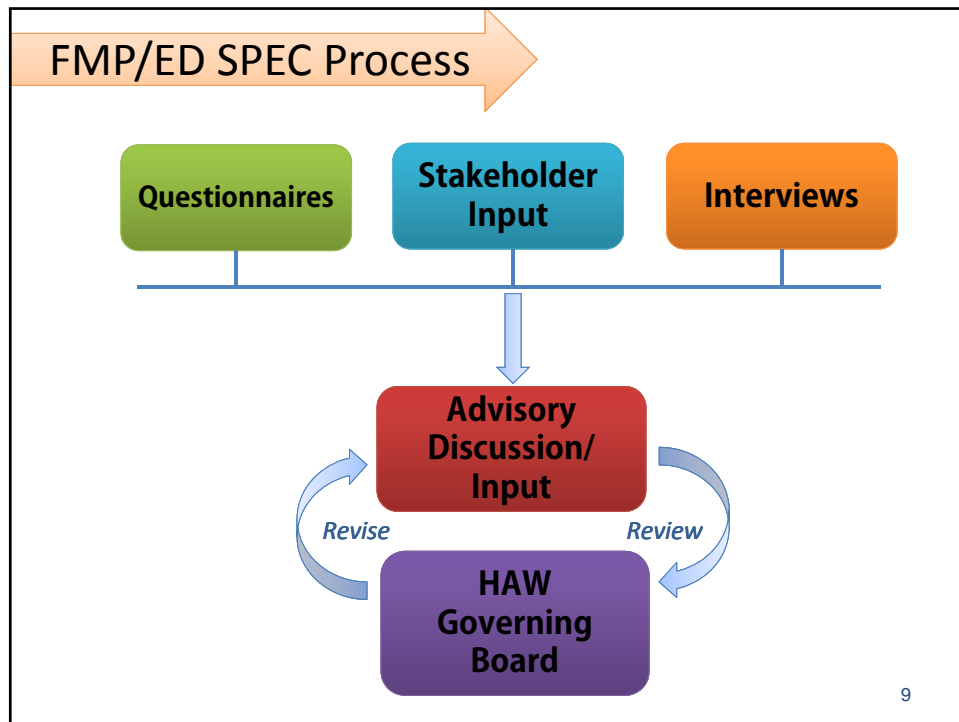 FMP/ED SPEC Process
Questionnaires
Stakeholder
Input
Interviews
Advisory
Discussion/
Input
Revise
Review
HAW
Governing
Board
9